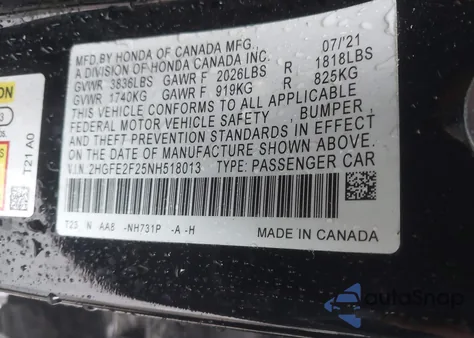 MFD.BY HONDA OF CANADA MFG., 07/21
A DIVISION OF HONDA CANADA INC.
GVWR 3836LBS GAWR F 2026LBS R 1818LBS
GVWR 1740KG GAWR F 919KG R 825KG
THIS VEHICLE CONFORMS TO ALL APPLICABLE
FEDERAL MOTOR VEHICLE SAFETY, BUMPER,
AND THEFT PREVENTION STANDARDS IN EFFECT
ON THE DATE OF MANUFACTURE SHOWN ABOVE.
V.I.N.:2HGFE2F25NH518013 TYPE: PASSENGER CAR
T23 N AA8 -NH731P -A -H
MADE IN CANADA
T21 A0
autoSnap